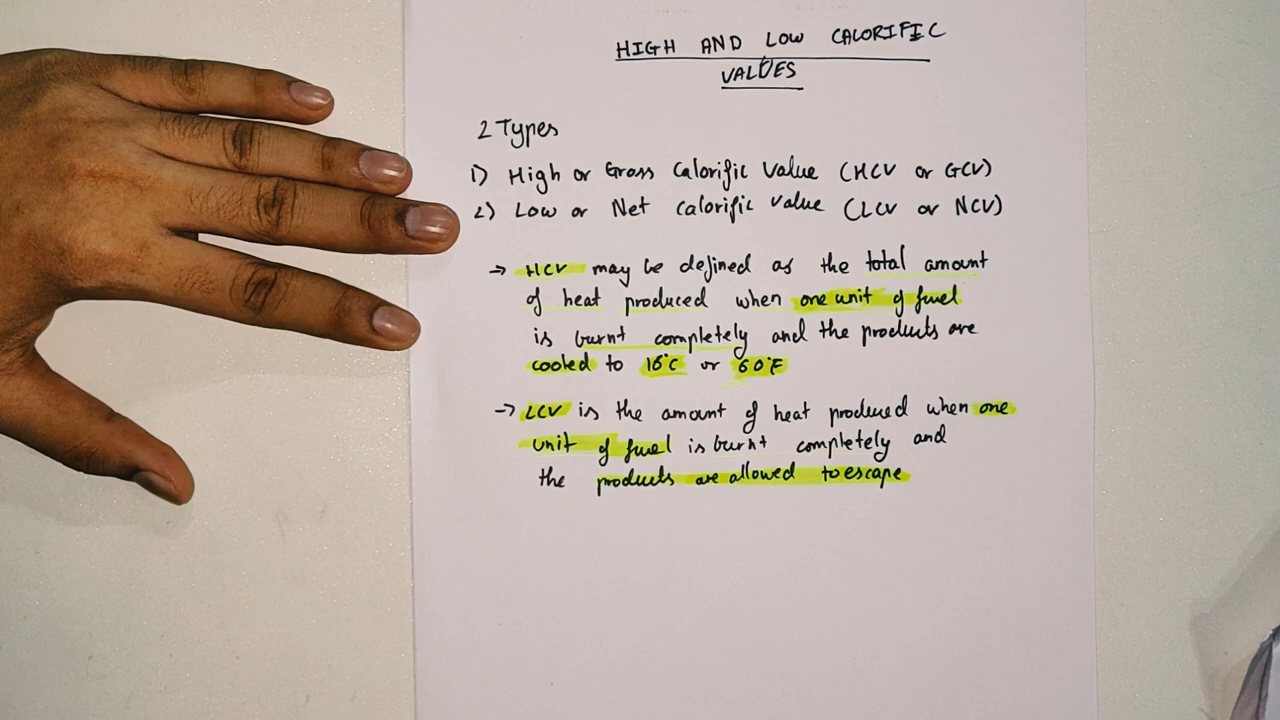 HIGH AND LOW CALORIFIC
VALUES
2 Types
1) High or Gross Calorific Value (HCV or GCV)
2) Low or Net Calorific Value (LCV or NCV)
→ HCV may be defined as the total amount
of heat produced when one unit of fuel
is burnt completely and the products are
cooled to 16°C or 60°F
→ LCV is the amount of heat produced when one
unit of fuel is burnt completely and
the products are allowed to escape